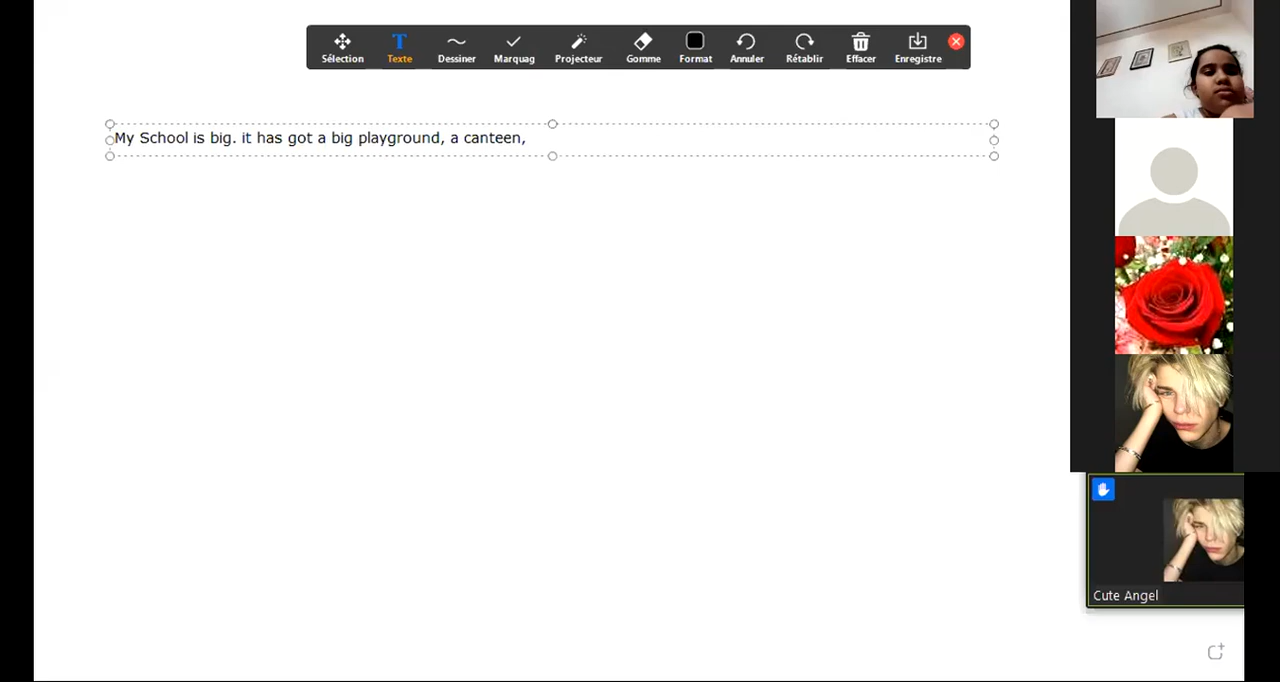 Sélection Texte Dessiner Marquag Projecteur Gomme Format Annuler Rétablir Effacer Enregistre
My School is big. it has got a big playground, a canteen,
Cute Angel